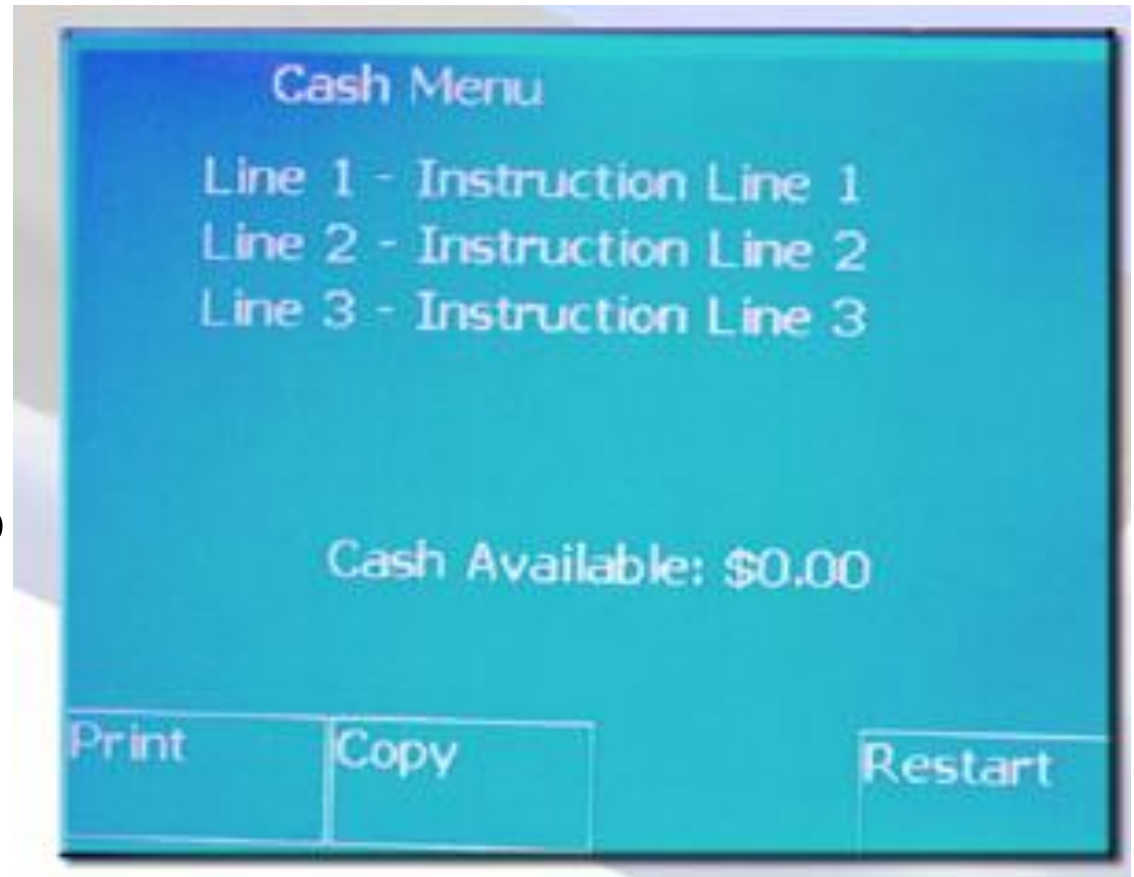 Cash Menu
Line 1 - Instruction Line 1
Line 2 - Instruction Line 2
Line 3 - Instruction Line 3
Cash Available: $0.00
Print Copy Restart